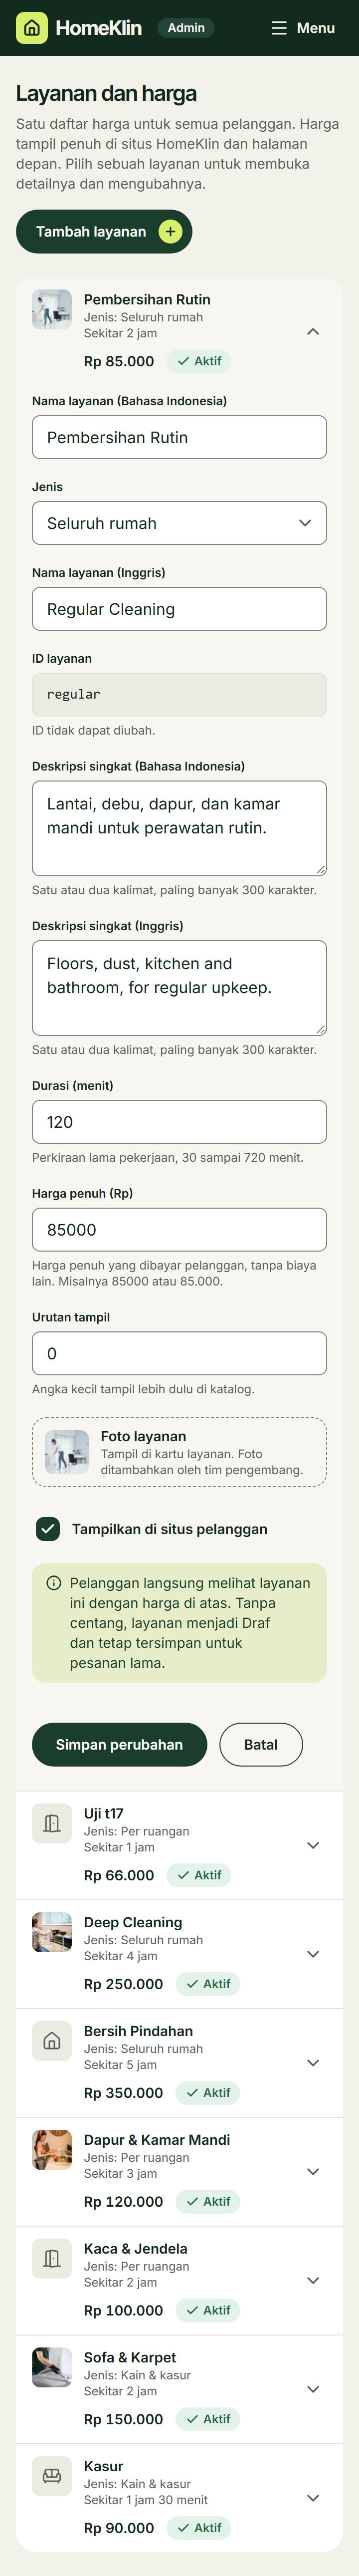 HomeKlin
Admin
Menu
Layanan dan harga
Satu daftar harga untuk semua pelanggan. Harga
tampil penuh di situs HomeKlin dan halaman
depan. Pilih sebuah layanan untuk membuka
detailnya dan mengubahnya.
Tambah layanan
Pembersihan Rutin
Jenis: Seluruh rumah
Sekitar 2 jam
Rp 85.000
Aktif
Nama layanan (Bahasa Indonesia)
Pembersihan Rutin
Jenis
Seluruh rumah
Nama layanan (Inggris)
Regular Cleaning
ID layanan
regular
ID tidak dapat diubah.
Deskripsi singkat (Bahasa Indonesia)
Lantai, debu, dapur, dan kamar
mandi untuk perawatan rutin.
Satu atau dua kalimat, paling banyak 300 karakter.
Deskripsi singkat (Inggris)
Floors, dust, kitchen and
bathroom, for regular upkeep.
Satu atau dua kalimat, paling banyak 300 karakter.
Durasi (menit)
120
Perkiraan lama pekerjaan, 30 sampai 720 menit.
Harga penuh (Rp)
85000
Harga penuh yang dibayar pelanggan, tanpa biaya
lain. Misalnya 85000 atau 85.000.
Urutan tampil
0
Angka kecil tampil lebih dulu di katalog.
Foto layanan
Tampil di kartu layanan. Foto
ditambahkan oleh tim pengembang.
Tampilkan di situs pelanggan
Pelanggan langsung melihat layanan
ini dengan harga di atas. Tanpa
centang, layanan menjadi Draf
dan tetap tersimpan untuk
pesanan lama.
Simpan perubahan
Batal
Uji t17
Jenis: Per ruangan
Sekitar 1 jam
Rp 66.000
Aktif
Deep Cleaning
Jenis: Seluruh rumah
Sekitar 4 jam
Rp 250.000
Aktif
Bersih Pindahan
Jenis: Seluruh rumah
Sekitar 5 jam
Rp 350.000
Aktif
Dapur & Kamar Mandi
Jenis: Per ruangan
Sekitar 3 jam
Rp 120.000
Aktif
Kaca & Jendela
Jenis: Per ruangan
Sekitar 2 jam
Rp 100.000
Aktif
Sofa & Karpet
Jenis: Kain & kasur
Sekitar 2 jam
Rp 150.000
Aktif
Kasur
Jenis: Kain & kasur
Sekitar 1 jam 30 menit
Rp 90.000
Aktif